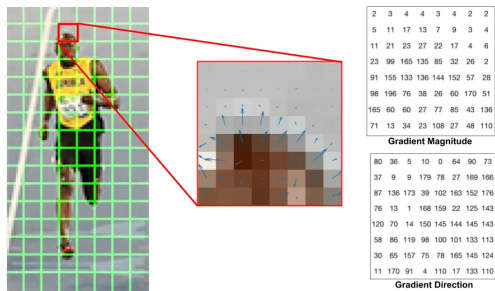 2 3 4 4 3 4 2 2
5 11 17 13 7 9 3 4
11 21 23 27 22 17 4 6
23 99 165 135 85 32 26 2
91 155 133 136 144 152 57 28
98 196 76 38 26 60 170 51
165 60 60 27 77 85 43 136
71 13 34 23 108 27 48 110
Gradient Magnitude
80 36 5 10 0 64 90 73
37 9 9 179 78 27 169 166
87 136 173 39 102 163 152 176
76 13 1 168 159 22 125 143
120 70 14 150 145 144 145 143
58 86 119 98 100 101 133 113
30 65 157 75 78 165 145 124
11 170 91 4 110 17 133 110
Gradient Direction